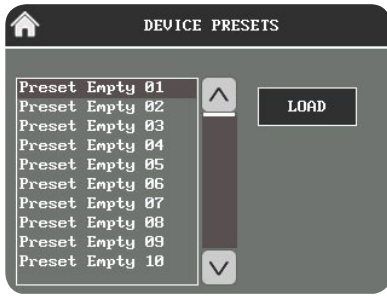 DEVICE PRESETS
Preset Empty 01
Preset Empty 02
Preset Empty 03
Preset Empty 04
Preset Empty 05
Preset Empty 06
Preset Empty 07
Preset Empty 08
Preset Empty 09
Preset Empty 10
LOAD